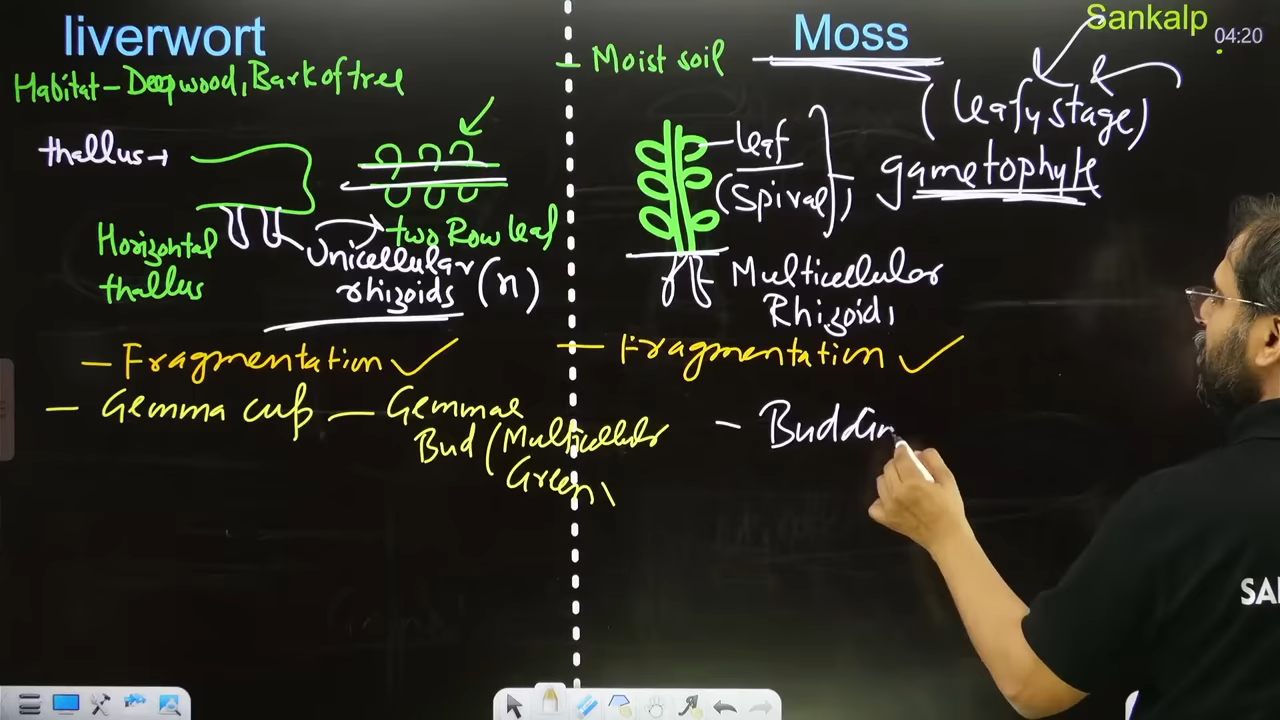 liverwort
Habitat - Deepwood, Bark of tree
thallus →
two Row leaf
Horizontal
thallus
Unicellular
rhizoids (n)
- Fragmentation ✓
- Gemma cup - Gemmae
Bud (Multicellular
Green)
Sankalp
04:20
Moss
- Moist soil
(leafy stage)
leaf
(Spiral)
gametophyte
Multicellular
Rhizoids
- Fragmentation ✓
- Buddin
SA